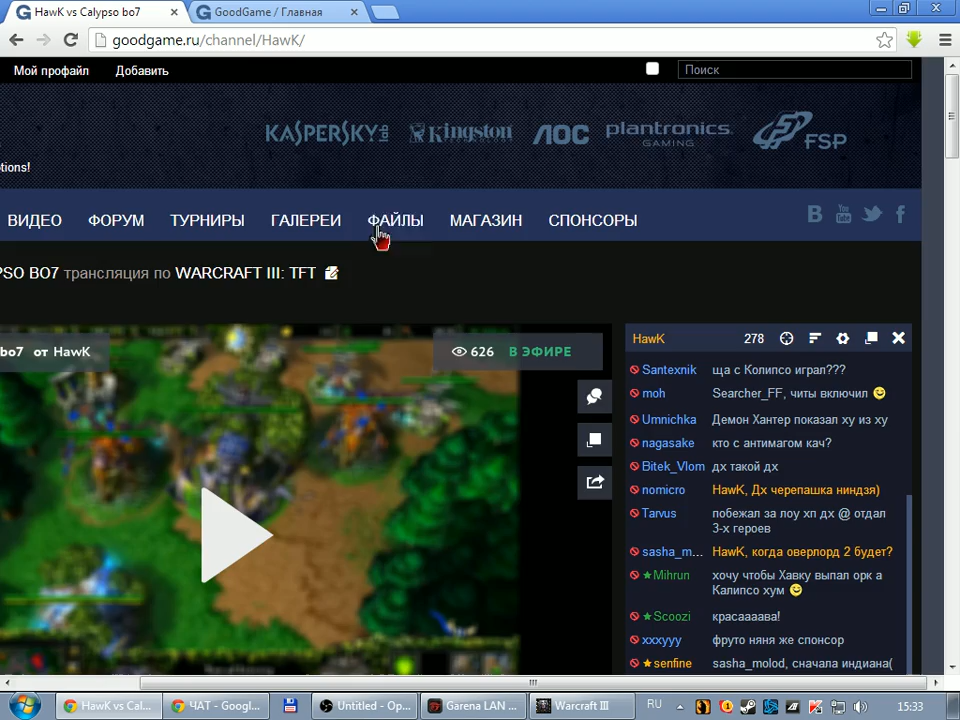 HawK vs Calypso bo7
GoodGame / Главная
goodgame.ru/channel/HawK/
Мой профайл Добавить Поиск
KASPERSKY LAB Kingston AOC plantronics GAMING FSP
tions!
ВИДЕО ФОРУМ ТУРНИРЫ ГАЛЕРЕИ ФАЙЛЫ МАГАЗИН СПОНСОРЫ
B You Tube f
PSO BO7 трансляция по WARCRAFT III: TFT
bo7 от HawK
626 В ЭФИРЕ
HawK 278
Santexnik ща с Колипсо играл???
moh Searcher_FF, читы включил
Umnichka Демон Хантер показал ху из ху
nagasake кто с антимагом кач?
Bitek_Vlom дх такой дх
nomicro HawK, Дх черепашка ниндзя)
Tarvus побежал за лоу хп дх @ отдал
3-х героев
sasha_m... HawK, когда оверлорд 2 будет?
Mihrun хочу чтобы Хавку выпал орк а
Калипсо хум
Scoozi красаааава!
xxxyyy фруто няня же спонсор
senfine sasha_molod, сначала индиана(
HawK vs Cal... ЧАТ - Googl... Untitled - Op... Garena LAN ... Warcraft III RU 15:33